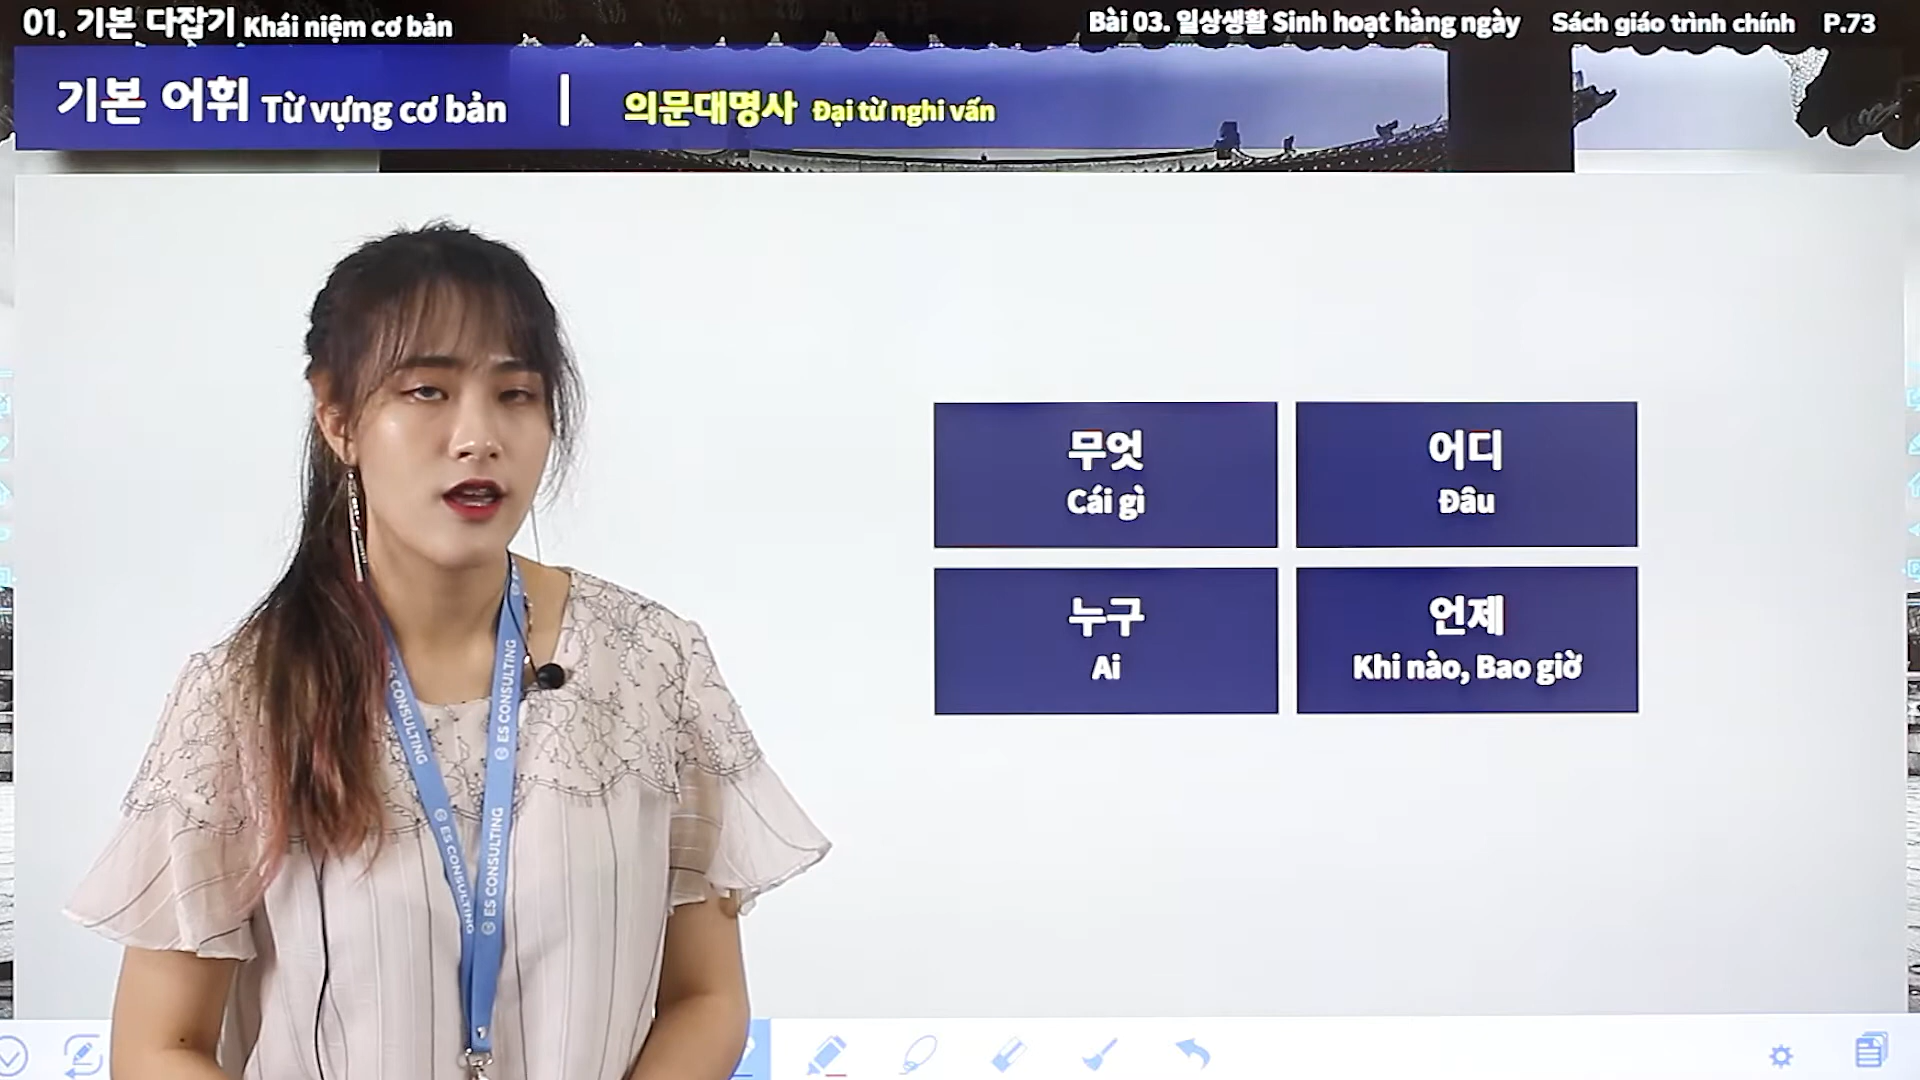 01. 기본 다잡기 Khái niệm cơ bản
Bài 03. 일상생활 Sinh hoạt hàng ngày Sách giáo trình chính P.73
기본 어휘 Từ vựng cơ bản | 의문대명사 Đại từ nghi vấn
무엇
Cái gì
어디
Đâu
누구
Ai
언제
Khi nào, Bao giờ
ES CONSULTING
ES CONSULTING
ES CONSULTING
ES CONSULTING